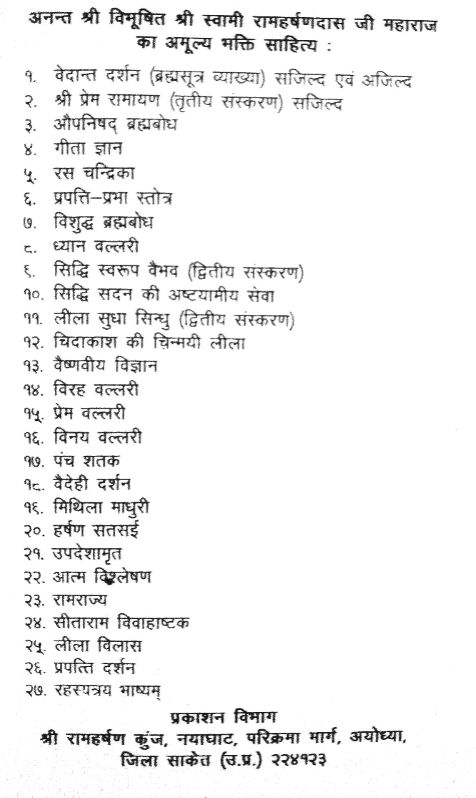 अनन्त श्री विभूषित श्री स्वामी रामहर्षणदास जी महाराज
का अमूल्य भक्ति साहित्य :
१. वेदान्त दर्शन (ब्रह्मसूत्र व्याख्या) सजिल्द एवं अजिल्द
२. श्री प्रेम रामायण (तृतीय संस्करण) सजिल्द
३. औपनिषद् ब्रह्मबोध
४. गीता ज्ञान
५. रस चन्द्रिका
६. प्रपत्ति-प्रभा स्तोत्र
७. विशुद्ध ब्रह्मबोध
८. ध्यान वल्लरी
९. सिद्धि स्वरूप वैभव (द्वितीय संस्करण)
१०. सिद्धि सदन की अष्टयामीय सेवा
११. लीला सुधा सिन्धु (द्वितीय संस्करण)
१२. चिदाकाश की चिन्मयी लीला
१३. वैष्णवीय विज्ञान
१४. विरह वल्लरी
१५. प्रेम वल्लरी
१६. विनय वल्लरी
१७. पंच शतक
१८. वैदेही दर्शन
१९. मिथिला माधुरी
२०. हर्षण सतसई
२१. उपदेशामृत
२२. आत्म विश्लेषण
२३. रामराज्य
२४. सीताराम विवाहाष्टक
२५. लीला विलास
२६. प्रपत्ति दर्शन
२७. रहस्यत्रय भाष्यम्
प्रकाशन विभाग
श्री रामहर्षण कुंज, नयाघाट, परिक्रमा मार्ग, अयोध्या,
जिला साकेत (उ.प्र.) २२४१२३